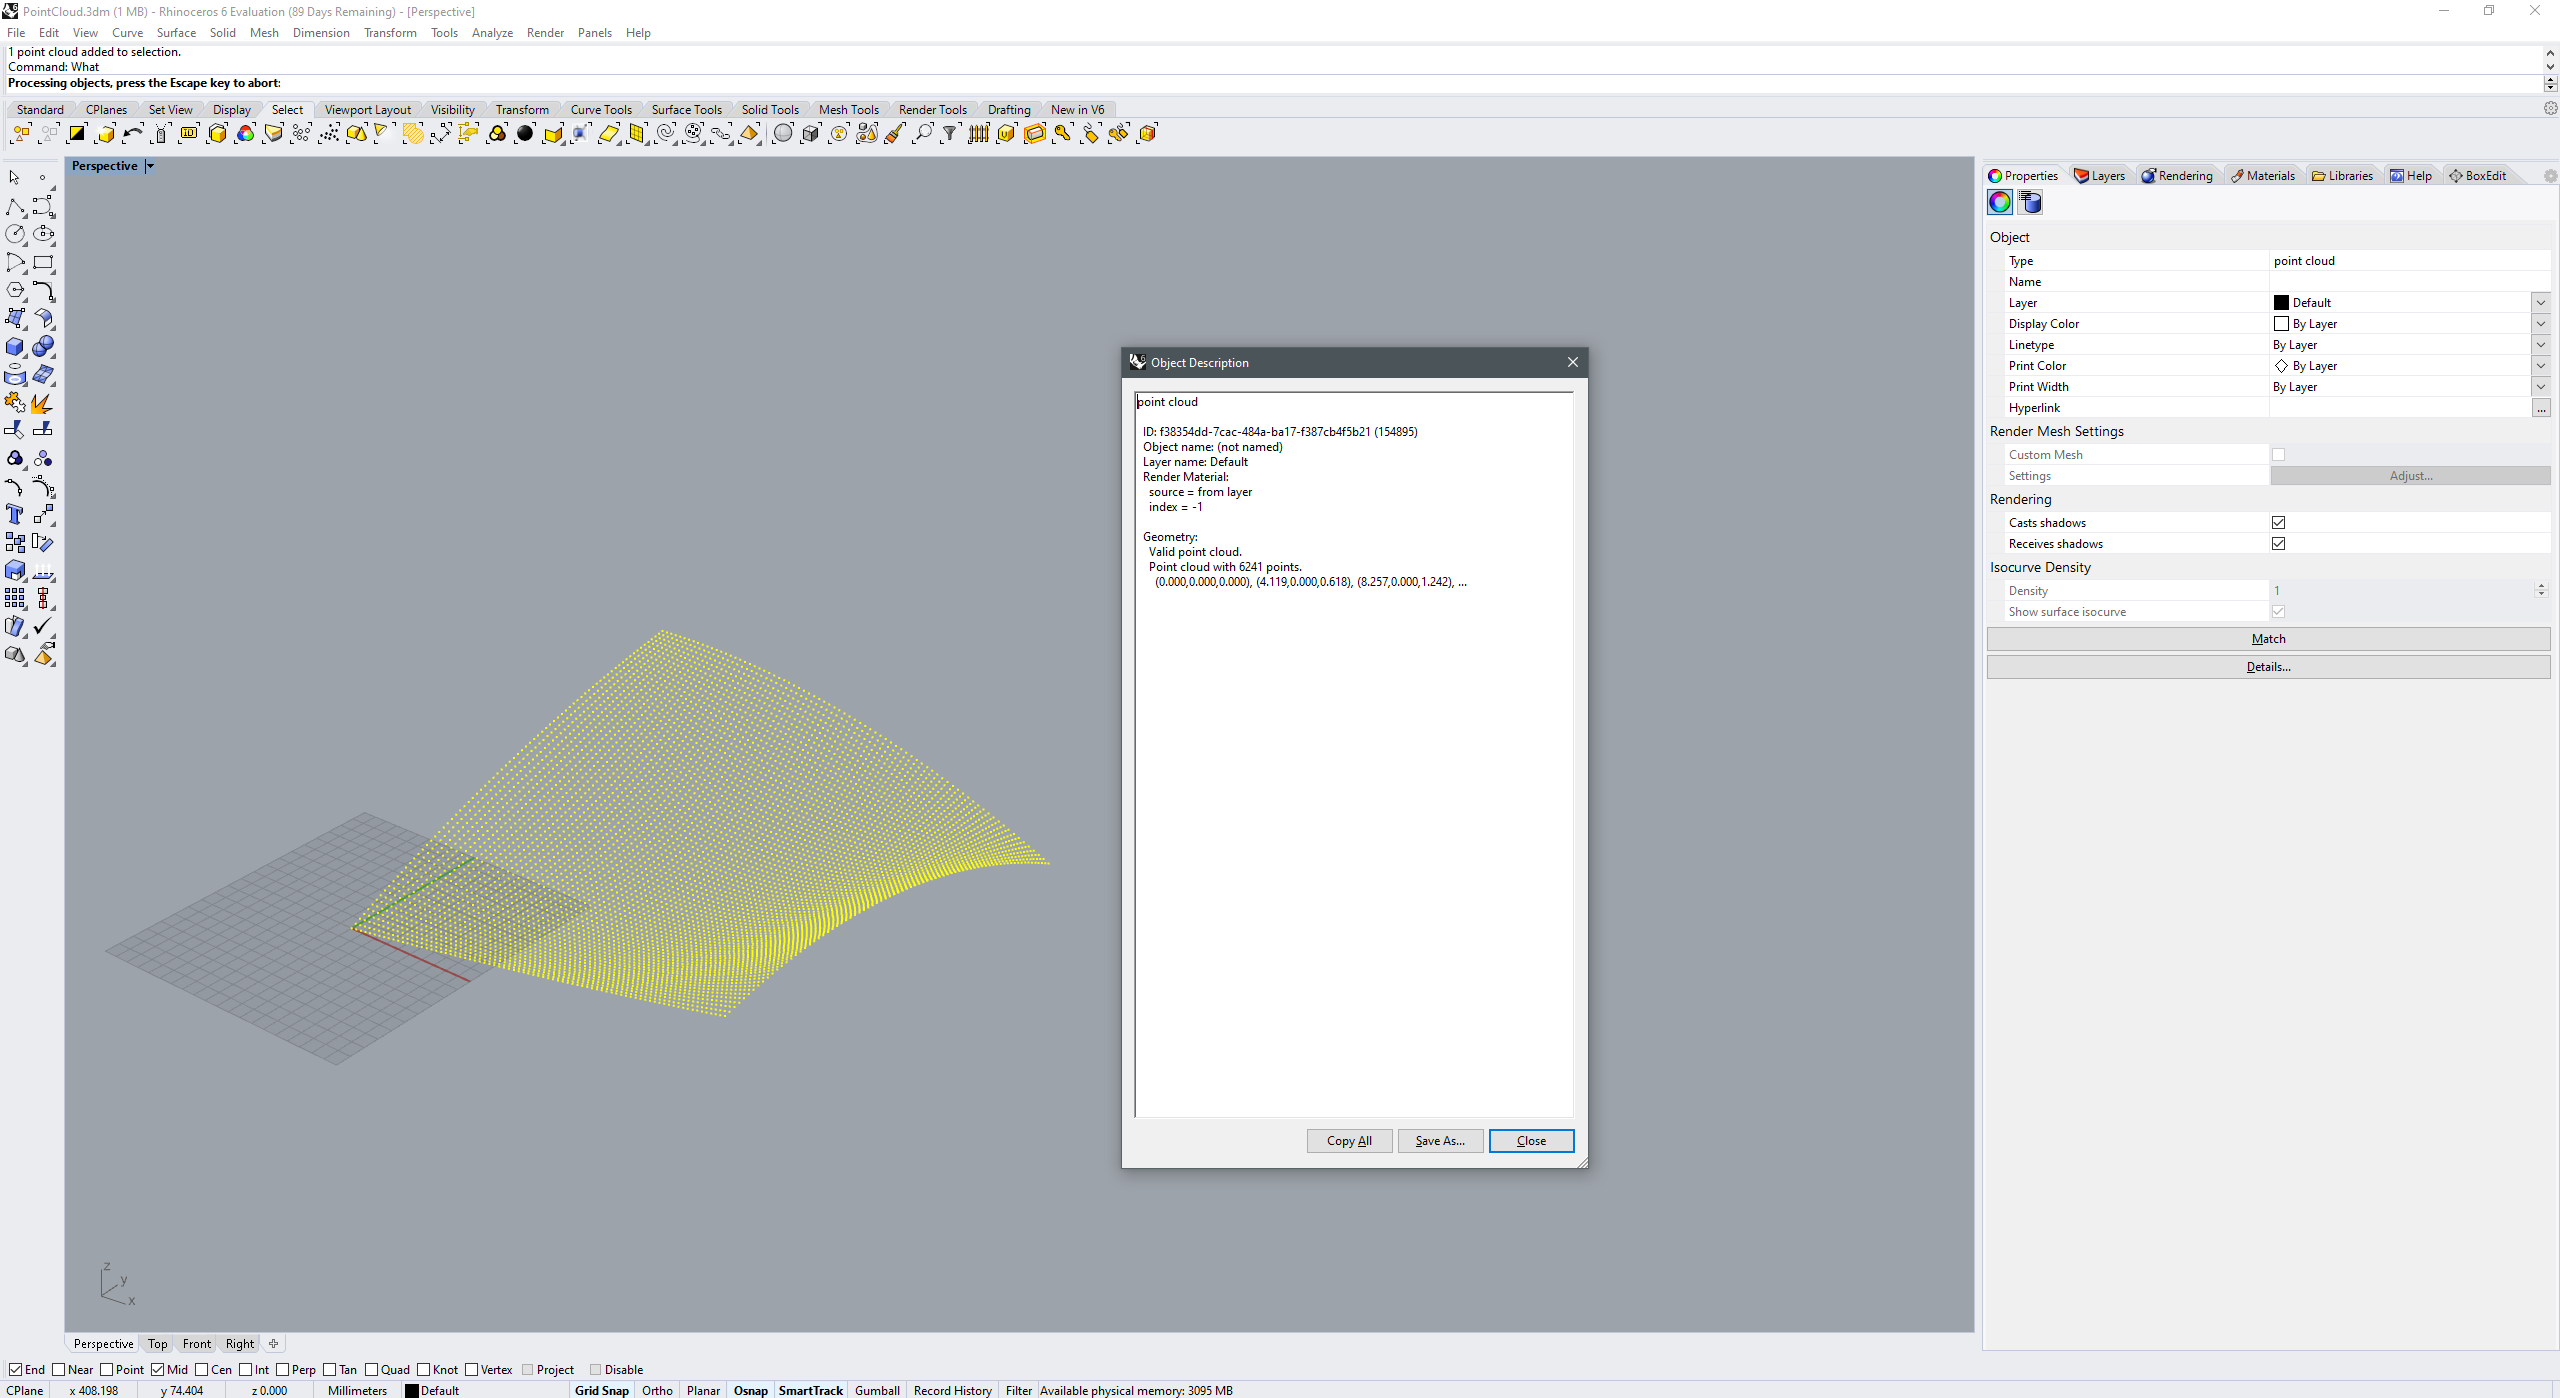 PointCloud.3dm (1 MB) - Rhinoceros 6 Evaluation (89 Days Remaining) - [Perspective]
File Edit View Curve Surface Solid Mesh Dimension Transform Tools Analyze Render Panels Help
1 point cloud added to selection.
Command: What
Processing objects, press the Escape key to abort:
Standard CPlanes Set View Display Select Viewport Layout Visibility Transform Curve Tools Surface Tools Solid Tools Mesh Tools Render Tools Drafting New in V6
Perspective
Properties Layers Rendering Materials Libraries Help BoxEdit
Object
Type point cloud
Name
Layer Default
Display Color By Layer
Linetype By Layer
Print Color By Layer
Print Width By Layer
Hyperlink ...
Render Mesh Settings
Custom Mesh
Settings Adjust...
Rendering
Casts shadows
Receives shadows
Isocurve Density
Density 1
Show surface isocurve
Match
Details...
Object Description
point cloud
ID: f38354dd-7cac-484a-ba17-f387cb4f5b21 (154895)
Object name: (not named)
Layer name: Default
Render Material:
source = from layer
index = -1
Geometry:
Valid point cloud.
Point cloud with 6241 points.
(0.000,0.000,0.000), (4.119,0.000,0.618), (8.257,0.000,1.242), ...
Copy All Save As... Close
z
y
x
Perspective Top Front Right
End Near Point Mid Cen Int Perp Tan Quad Knot Vertex Project Disable
CPlane x 408.198 y 74.404 z 0.000 Millimeters Default Grid Snap Ortho Planar Osnap SmartTrack Gumball Record History Filter Available physical memory: 3095 MB